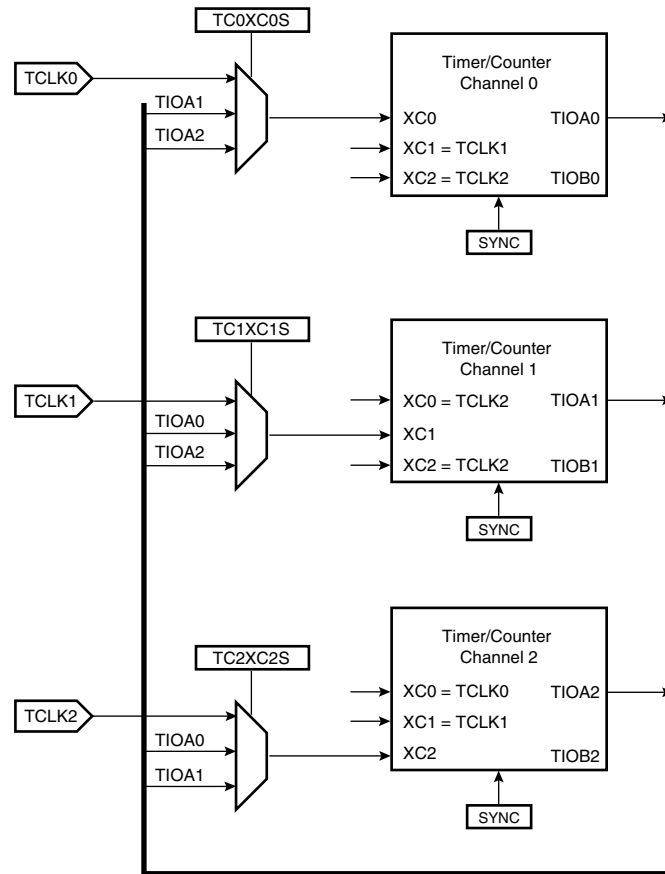 TC0XC0S
TCLK0
TIOA1
TIOA2
Timer/Counter
Channel 0
XC0
TIOA0
XC1 = TCLK1
XC2 = TCLK2
TIOB0
SYNC
TC1XC1S
TCLK1
TIOA0
TIOA2
Timer/Counter
Channel 1
XC0 = TCLK2
TIOA1
XC1
XC2 = TCLK2
TIOB1
SYNC
TC2XC2S
TCLK2
TIOA0
TIOA1
Timer/Counter
Channel 2
XC0 = TCLK0
TIOA2
XC1 = TCLK1
XC2
TIOB2
SYNC